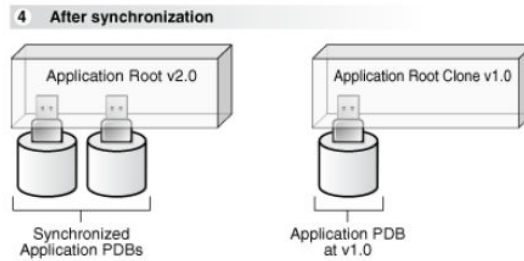 4 After synchronization
Application Root v2.0
Application Root Clone v1.0
Synchronized
Application PDBs
Application PDB
at v1.0